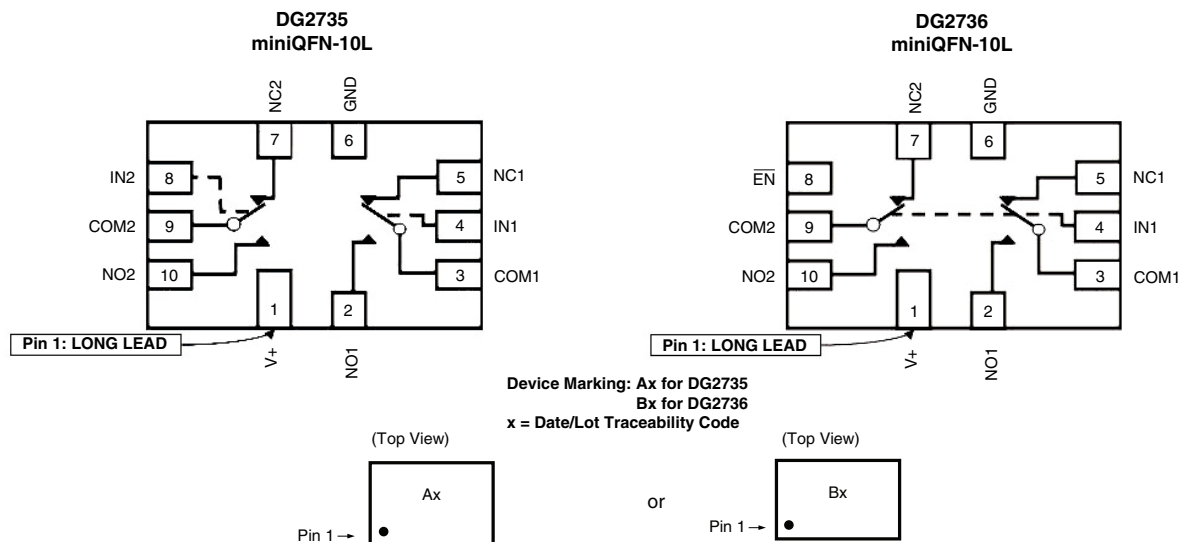 DG2735
miniQFN-10L
NC2
GND
7
6
IN2
8
5
NC1
COM2
9
4
IN1
NO2
10
3
COM1
1
2
Pin 1: LONG LEAD
V+
NO1
DG2736
miniQFN-10L
NC2
GND
7
6
E̅N̅
8
5
NC1
COM2
9
4
IN1
NO2
10
3
COM1
1
2
Pin 1: LONG LEAD
V+
NO1
Device Marking: Ax for DG2735
Bx for DG2736
x = Date/Lot Traceability Code
(Top View)
Ax
Pin 1→
or
(Top View)
Bx
Pin 1→